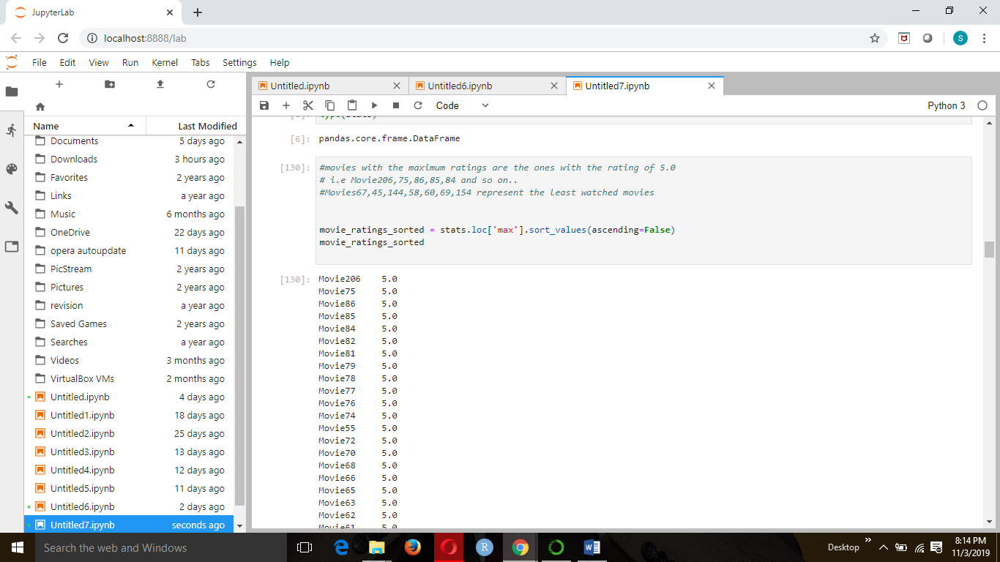 JupyterLab
localhost:8888/lab
S
File Edit View Run Kernel Tabs Settings Help
Name Last Modified
Documents 5 days ago
Downloads 3 hours ago
Favorites 2 years ago
Links a year ago
Music 6 months ago
OneDrive 22 days ago
opera autoupdate 11 days ago
PicStream 2 years ago
Pictures 2 years ago
revision a year ago
Saved Games 2 years ago
Searches a year ago
Videos 3 months ago
VirtualBox VMs 2 months ago
Untitled.ipynb 4 days ago
Untitled1.ipynb 18 days ago
Untitled2.ipynb 25 days ago
Untitled3.ipynb 13 days ago
Untitled4.ipynb 12 days ago
Untitled5.ipynb 11 days ago
Untitled6.ipynb 2 days ago
Untitled7.ipynb seconds ago
Untitled.ipynb Untitled6.ipynb Untitled7.ipynb
Code Python 3
[6]: pandas.core.frame.DataFrame
[130]: #movies with the maximum ratings are the ones with the rating of 5.0
# i.e Movie206,75,86,85,84 and so on..
#Movies67,45,144,58,60,69,154 represent the least watched movies
movie_ratings_sorted = stats.loc['max'].sort_values(ascending=False)
movie_ratings_sorted
[130]: Movie206 5.0
Movie75 5.0
Movie86 5.0
Movie85 5.0
Movie84 5.0
Movie82 5.0
Movie81 5.0
Movie79 5.0
Movie78 5.0
Movie77 5.0
Movie76 5.0
Movie74 5.0
Movie55 5.0
Movie72 5.0
Movie70 5.0
Movie68 5.0
Movie66 5.0
Movie65 5.0
Movie63 5.0
Movie62 5.0
Movie61 5.0
Search the web and Windows
R
Desktop
8:14 PM
11/3/2019